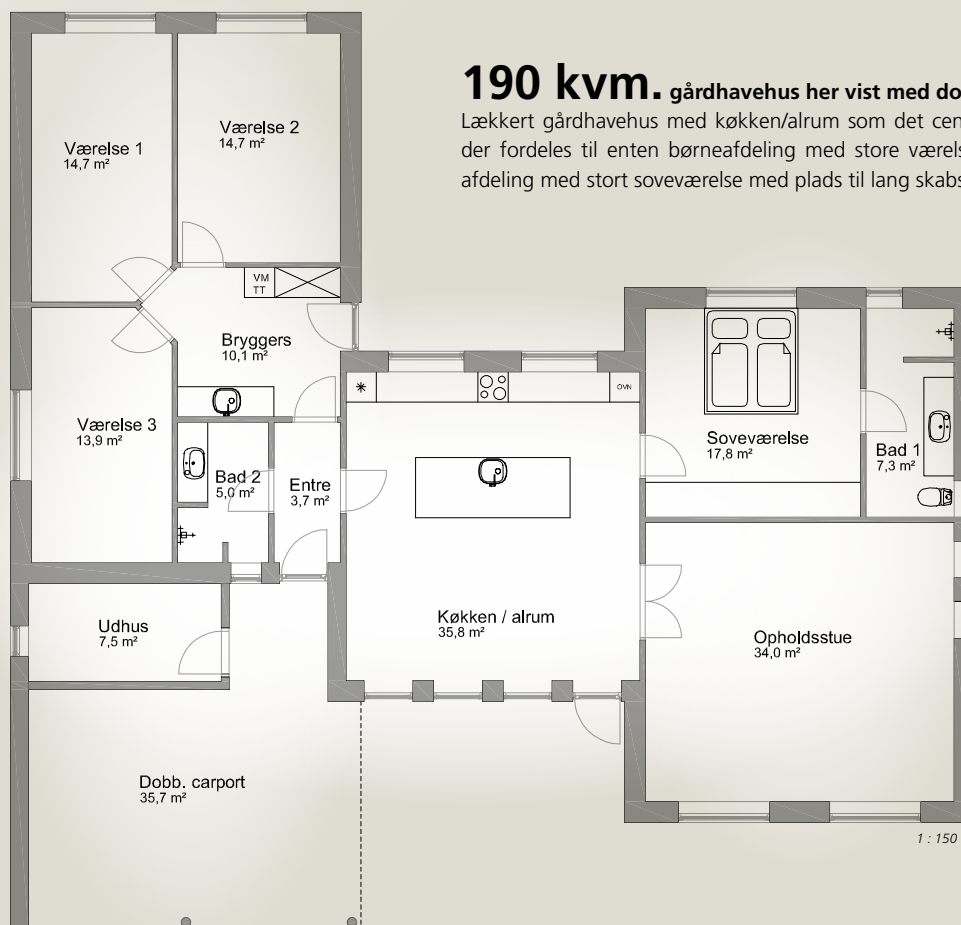 190 kvm. gårdhavehus her vist med do
Lækkert gårdhavehus med køkken/alrum som det cen
der fordeles til enten børneafdeling med store værels
afdeling med stort soveværelse med plads til lang skabs
Værelse 1
14,7 m²
Værelse 2
14,7 m²
VM
TT
Bryggers
10,1 m²
OVN
Værelse 3
13,9 m²
Bad 2
5,0 m²
Entre
3,7 m²
Soveværelse
17,8 m²
Bad 1
7,3 m²
Udhus
7,5 m²
Køkken / alrum
35,8 m²
Opholdsstue
34,0 m²
Dobb. carport
35,7 m²
1 : 150